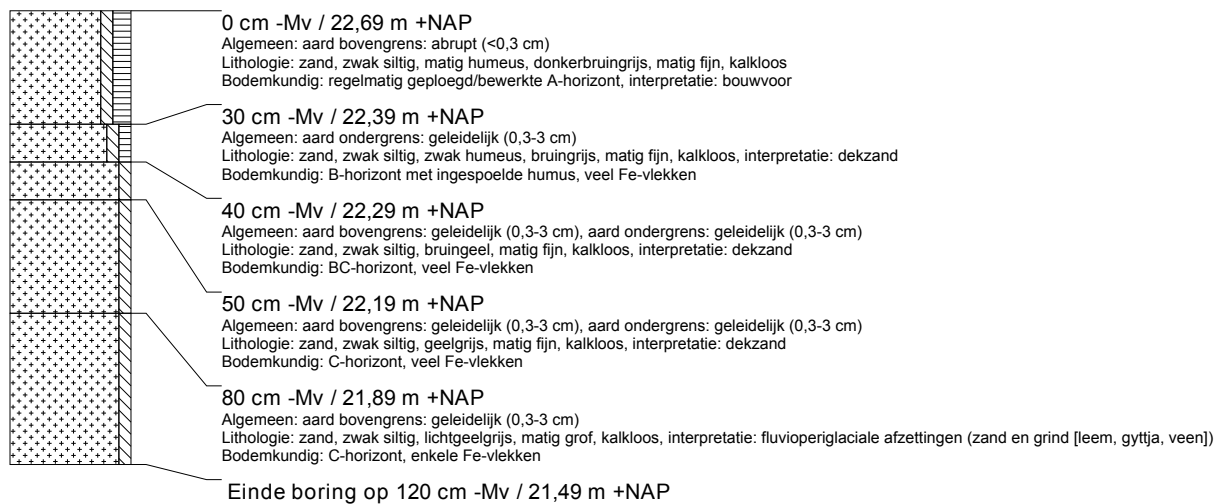 0 cm -Mv / 22,69 m +NAP
Algemeen: aard bovengrens: abrupt (<0,3 cm)
Lithologie: zand, zwak siltig, matig humeus, donkerbruingrijs, matig fijn, kalkloos
Bodemkundig: regelmatig geploegd/bewerkte A-horizont, interpretatie: bouwvoor
30 cm -Mv / 22,39 m +NAP
Algemeen: aard ondergrens: geleidelijk (0,3-3 cm)
Lithologie: zand, zwak siltig, zwak humeus, bruingrijs, matig fijn, kalkloos, interpretatie: dekzand
Bodemkundig: B-horizont met ingespoelde humus, veel Fe-vlekken
40 cm -Mv / 22,29 m +NAP
Algemeen: aard bovengrens: geleidelijk (0,3-3 cm), aard ondergrens: geleidelijk (0,3-3 cm)
Lithologie: zand, zwak siltig, bruingeel, matig fijn, kalkloos, interpretatie: dekzand
Bodemkundig: BC-horizont, veel Fe-vlekken
50 cm -Mv / 22,19 m +NAP
Algemeen: aard bovengrens: geleidelijk (0,3-3 cm), aard ondergrens: geleidelijk (0,3-3 cm)
Lithologie: zand, zwak siltig, geelgrijs, matig fijn, kalkloos, interpretatie: dekzand
Bodemkundig: C-horizont, veel Fe-vlekken
80 cm -Mv / 21,89 m +NAP
Algemeen: aard bovengrens: geleidelijk (0,3-3 cm)
Lithologie: zand, zwak siltig, lichtgeelgrijs, matig grof, kalkloos, interpretatie: fluvioperiglaciale afzettingen (zand en grind [leem, gyttja, veen])
Bodemkundig: C-horizont, enkele Fe-vlekken
Einde boring op 120 cm -Mv / 21,49 m +NAP